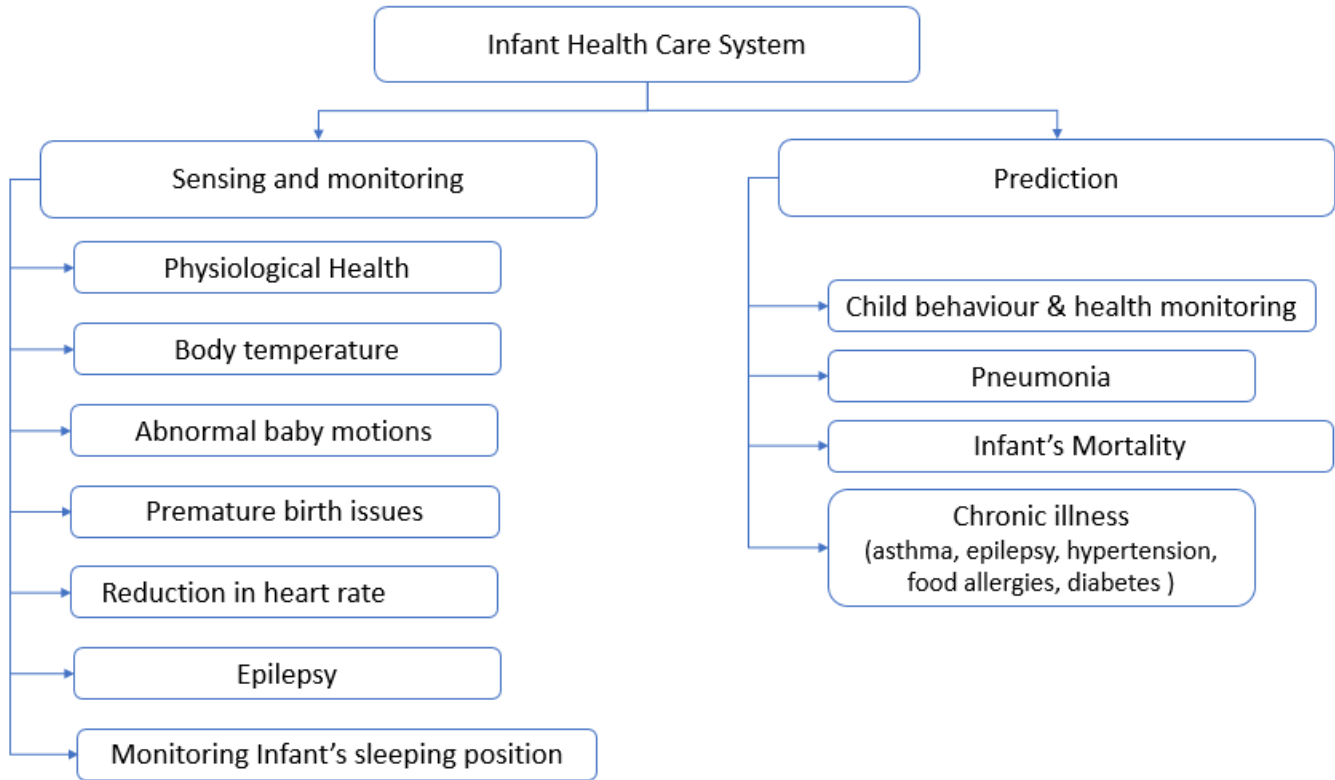 Infant Health Care System
Sensing and monitoring
Physiological Health
Body temperature
Abnormal baby motions
Premature birth issues
Reduction in heart rate
Epilepsy
Monitoring Infant’s sleeping position
Prediction
Child behaviour & health monitoring
Pneumonia
Infant’s Mortality
Chronic illness
(asthma, epilepsy, hypertension,
food allergies, diabetes )